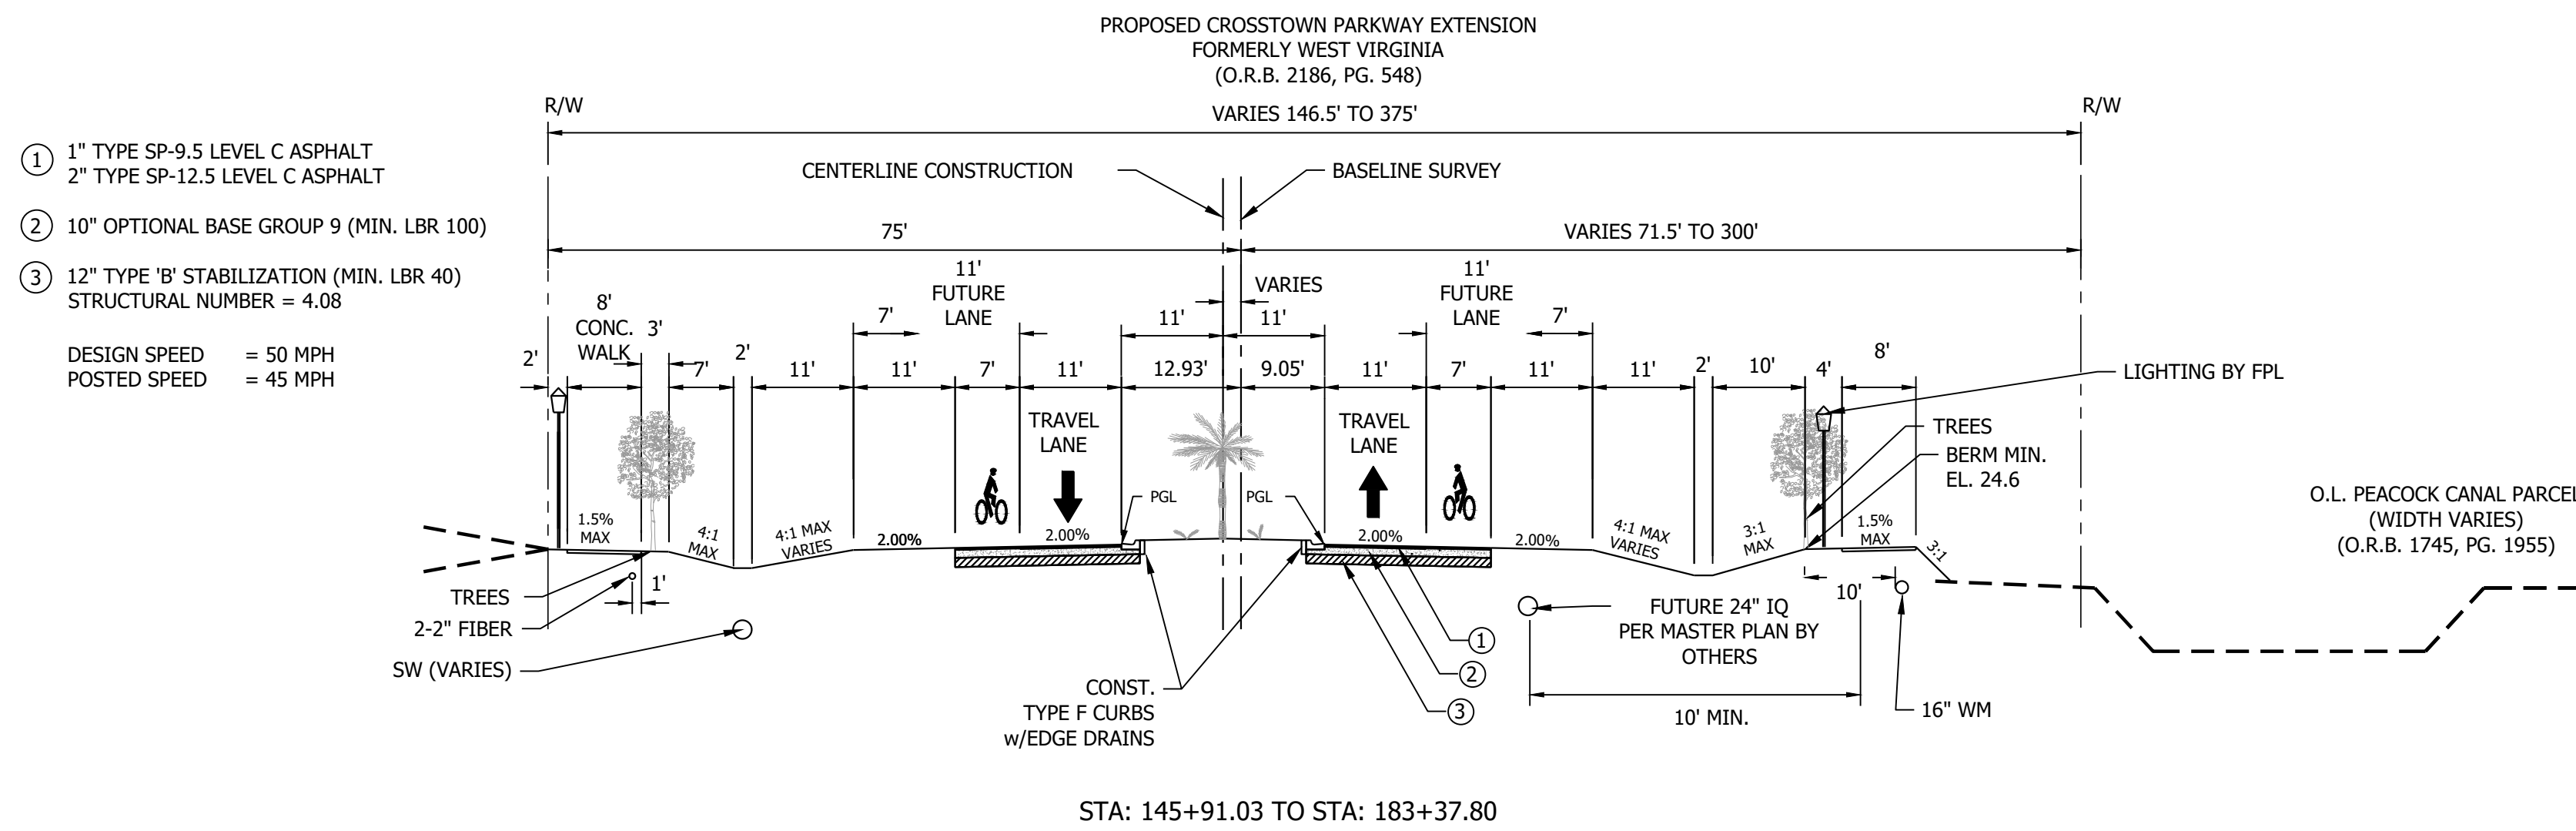 PROPOSED CROSSTOWN PARKWAY EXTENSION
FORMERLY WEST VIRGINIA
(O.R.B. 2186, PG. 548)
R/W
VARIES 146.5' TO 375'
R/W
1
1" TYPE SP-9.5 LEVEL C ASPHALT
2" TYPE SP-12.5 LEVEL C ASPHALT
2
10" OPTIONAL BASE GROUP 9 (MIN. LBR 100)
3
12" TYPE 'B' STABILIZATION (MIN. LBR 40)
STRUCTURAL NUMBER = 4.08
DESIGN SPEED = 50 MPH
POSTED SPEED = 45 MPH
CENTERLINE CONSTRUCTION
BASELINE SURVEY
75'
VARIES 71.5' TO 300'
8'
CONC.
WALK
3'
7'
11'
FUTURE
LANE
11'
VARIES
11'
11'
FUTURE
LANE
7'
2'
7'
2'
11'
11'
7'
11'
12.93'
9.05'
11'
7'
11'
11'
2'
10'
4'
8'
LIGHTING BY FPL
TRAVEL
LANE
TRAVEL
LANE
TREES
BERM MIN.
EL. 24.6
PGL
PGL
1.5%
MAX
4:1
MAX
4:1 MAX
VARIES
2.00%
2.00%
2.00%
2.00%
4:1 MAX
VARIES
3:1
MAX
1.5%
MAX
3:1
O.L. PEACOCK CANAL PARCEL
(WIDTH VARIES)
(O.R.B. 1745, PG. 1955)
1'
10'
TREES
2-2" FIBER
SW (VARIES)
FUTURE 24" IQ
PER MASTER PLAN BY
OTHERS
1
2
3
CONST.
TYPE F CURBS
w/EDGE DRAINS
10' MIN.
16" WM
STA: 145+91.03 TO STA: 183+37.80